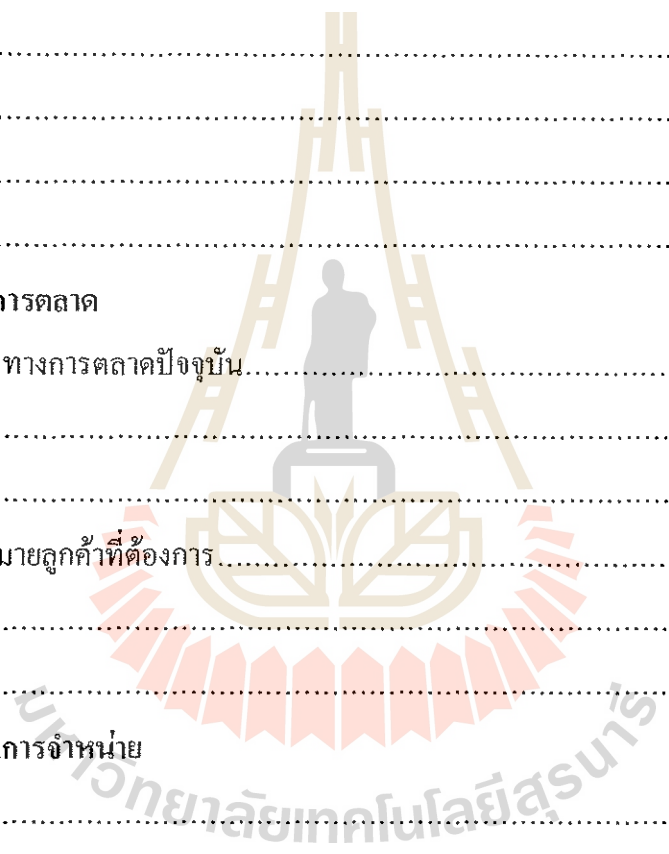 ........................................................................
........................................................................
........................................................................
........................................................................
การตลาด
ทางการตลาดปัจจุบัน........................................................
........................................................................
........................................................................
มายลูกค้าที่ต้องการ........................................................
........................................................................
........................................................................
การจำหน่าย
........................................................................
มหาวิทยาลัยเทคโนโลยีสุรนารี